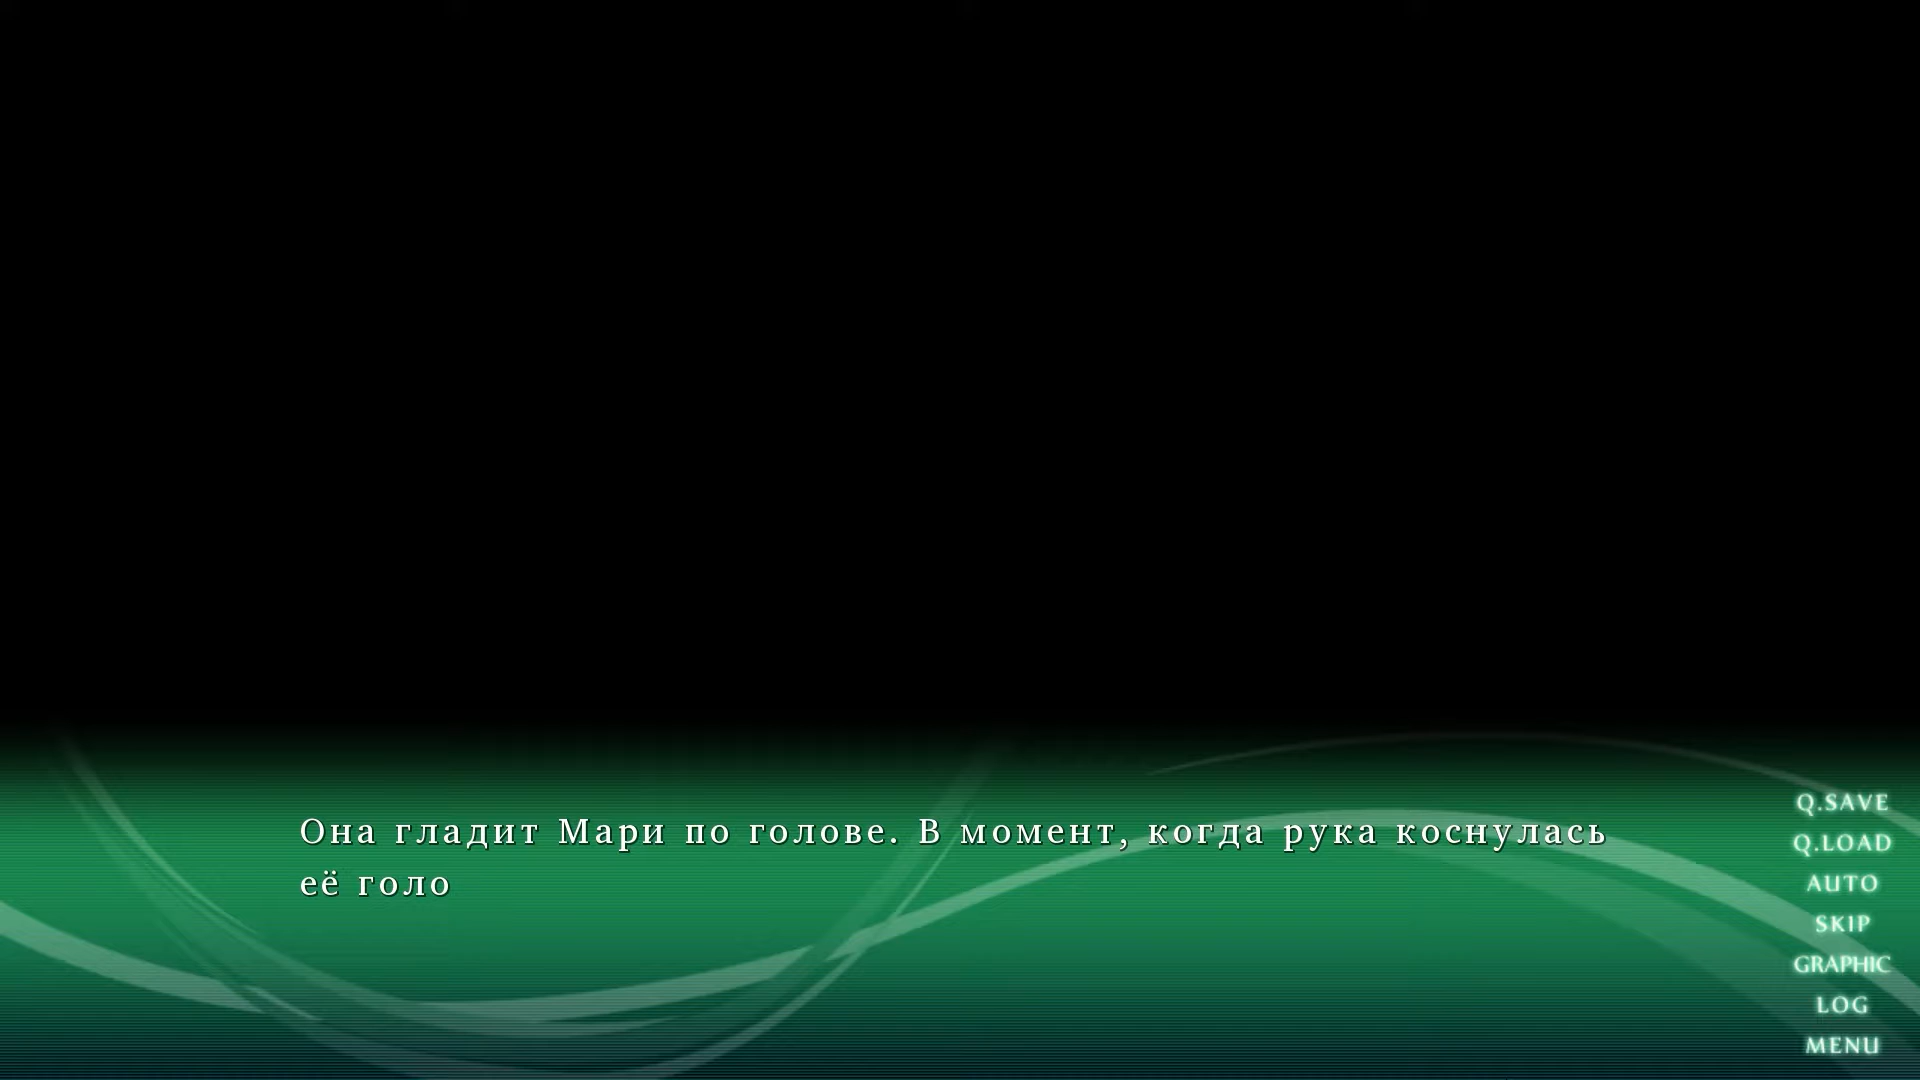 Она гладит Мари по голове. В момент, когда рука коснулась
её голо
Q.SAVE
Q.LOAD
AUTO
SKIP
GRAPHIC
LOG
MENU